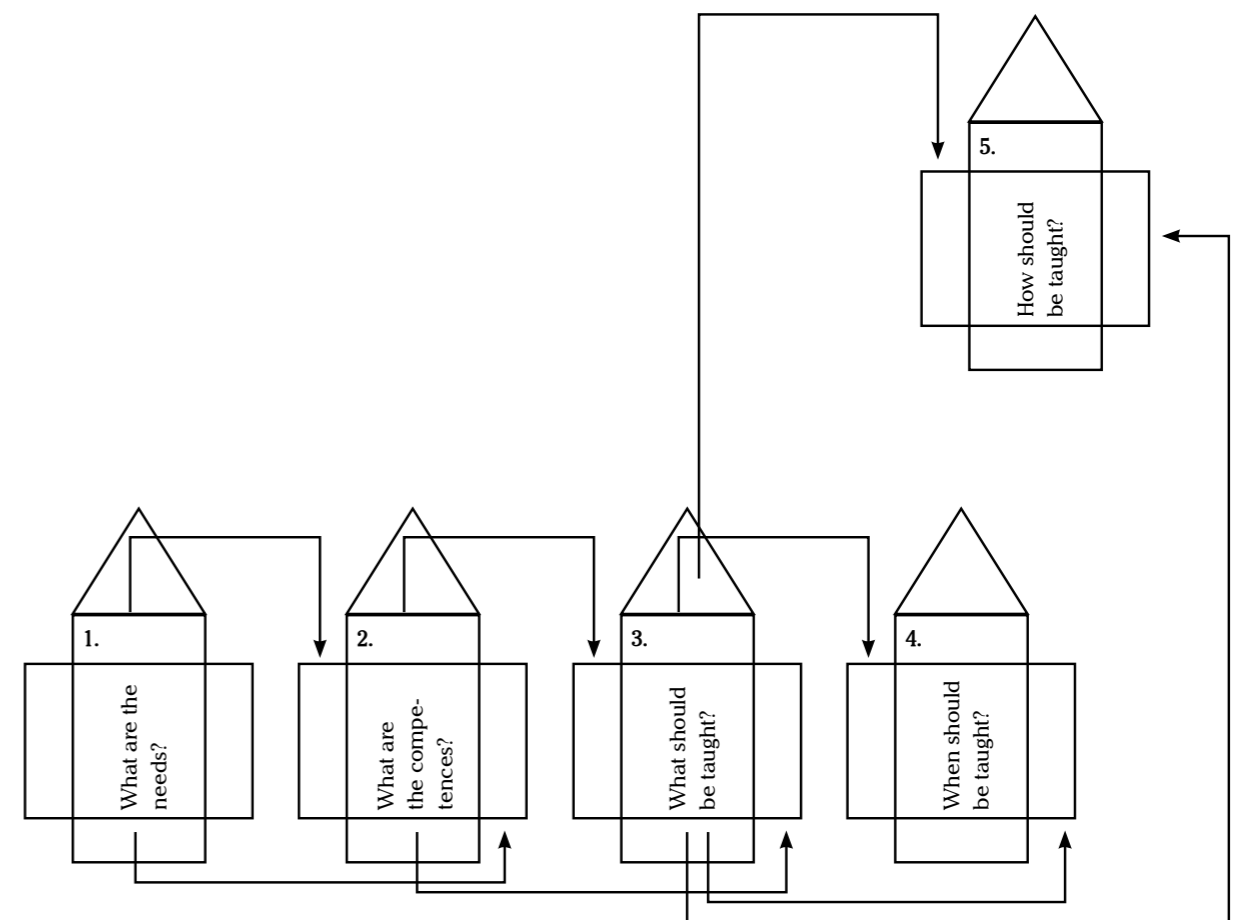 5.
How should
be taught?
1.
What are the
needs?
2.
What are
the compe-
tences?
3.
What should
be taught?
4.
When should
be taught?